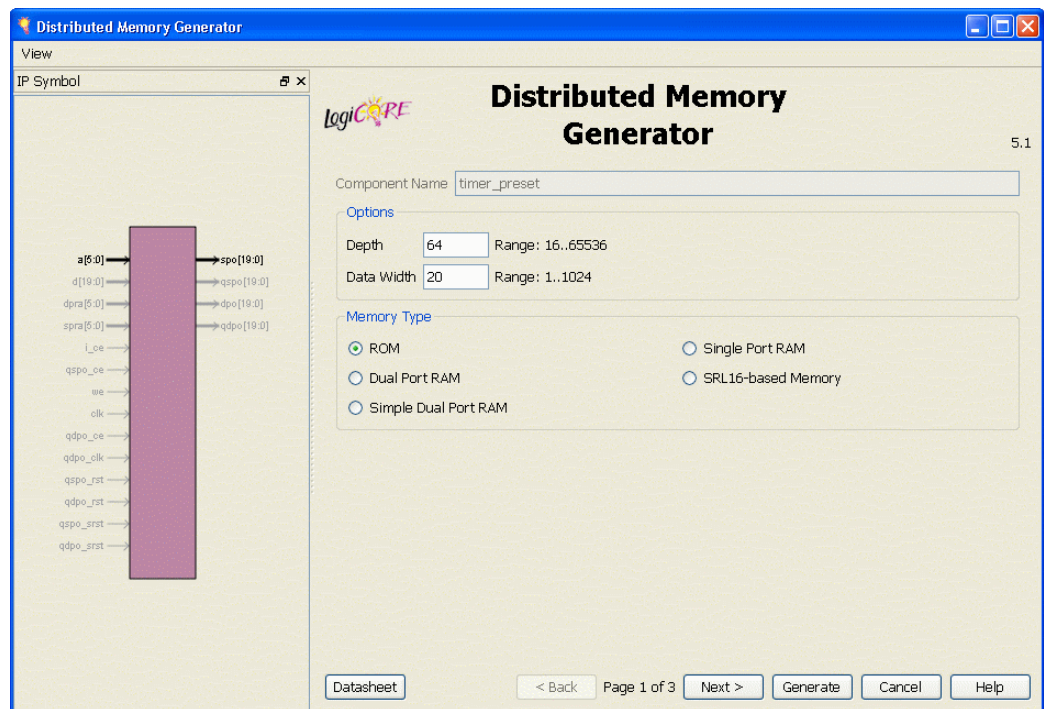 Distributed Memory Generator
View
IP Symbol
a[5:0]
d[19:0]
dpra[5:0]
spra[5:0]
i_ce
qspo_ce
we
clk
qdpo_ce
qdpo_clk
qspo_rst
qdpo_rst
qspo_srst
qdpo_srst
spo[19:0]
qspo[19:0]
dpo[19:0]
qdpo[19:0]
LogiCORE
Distributed Memory
Generator
5.1
Component Name timer_preset
Options
Depth 64 Range: 16..65536
Data Width 20 Range: 1..1024
Memory Type
ROM Single Port RAM
Dual Port RAM SRL16-based Memory
Simple Dual Port RAM
Datasheet < Back Page 1 of 3 Next > Generate Cancel Help